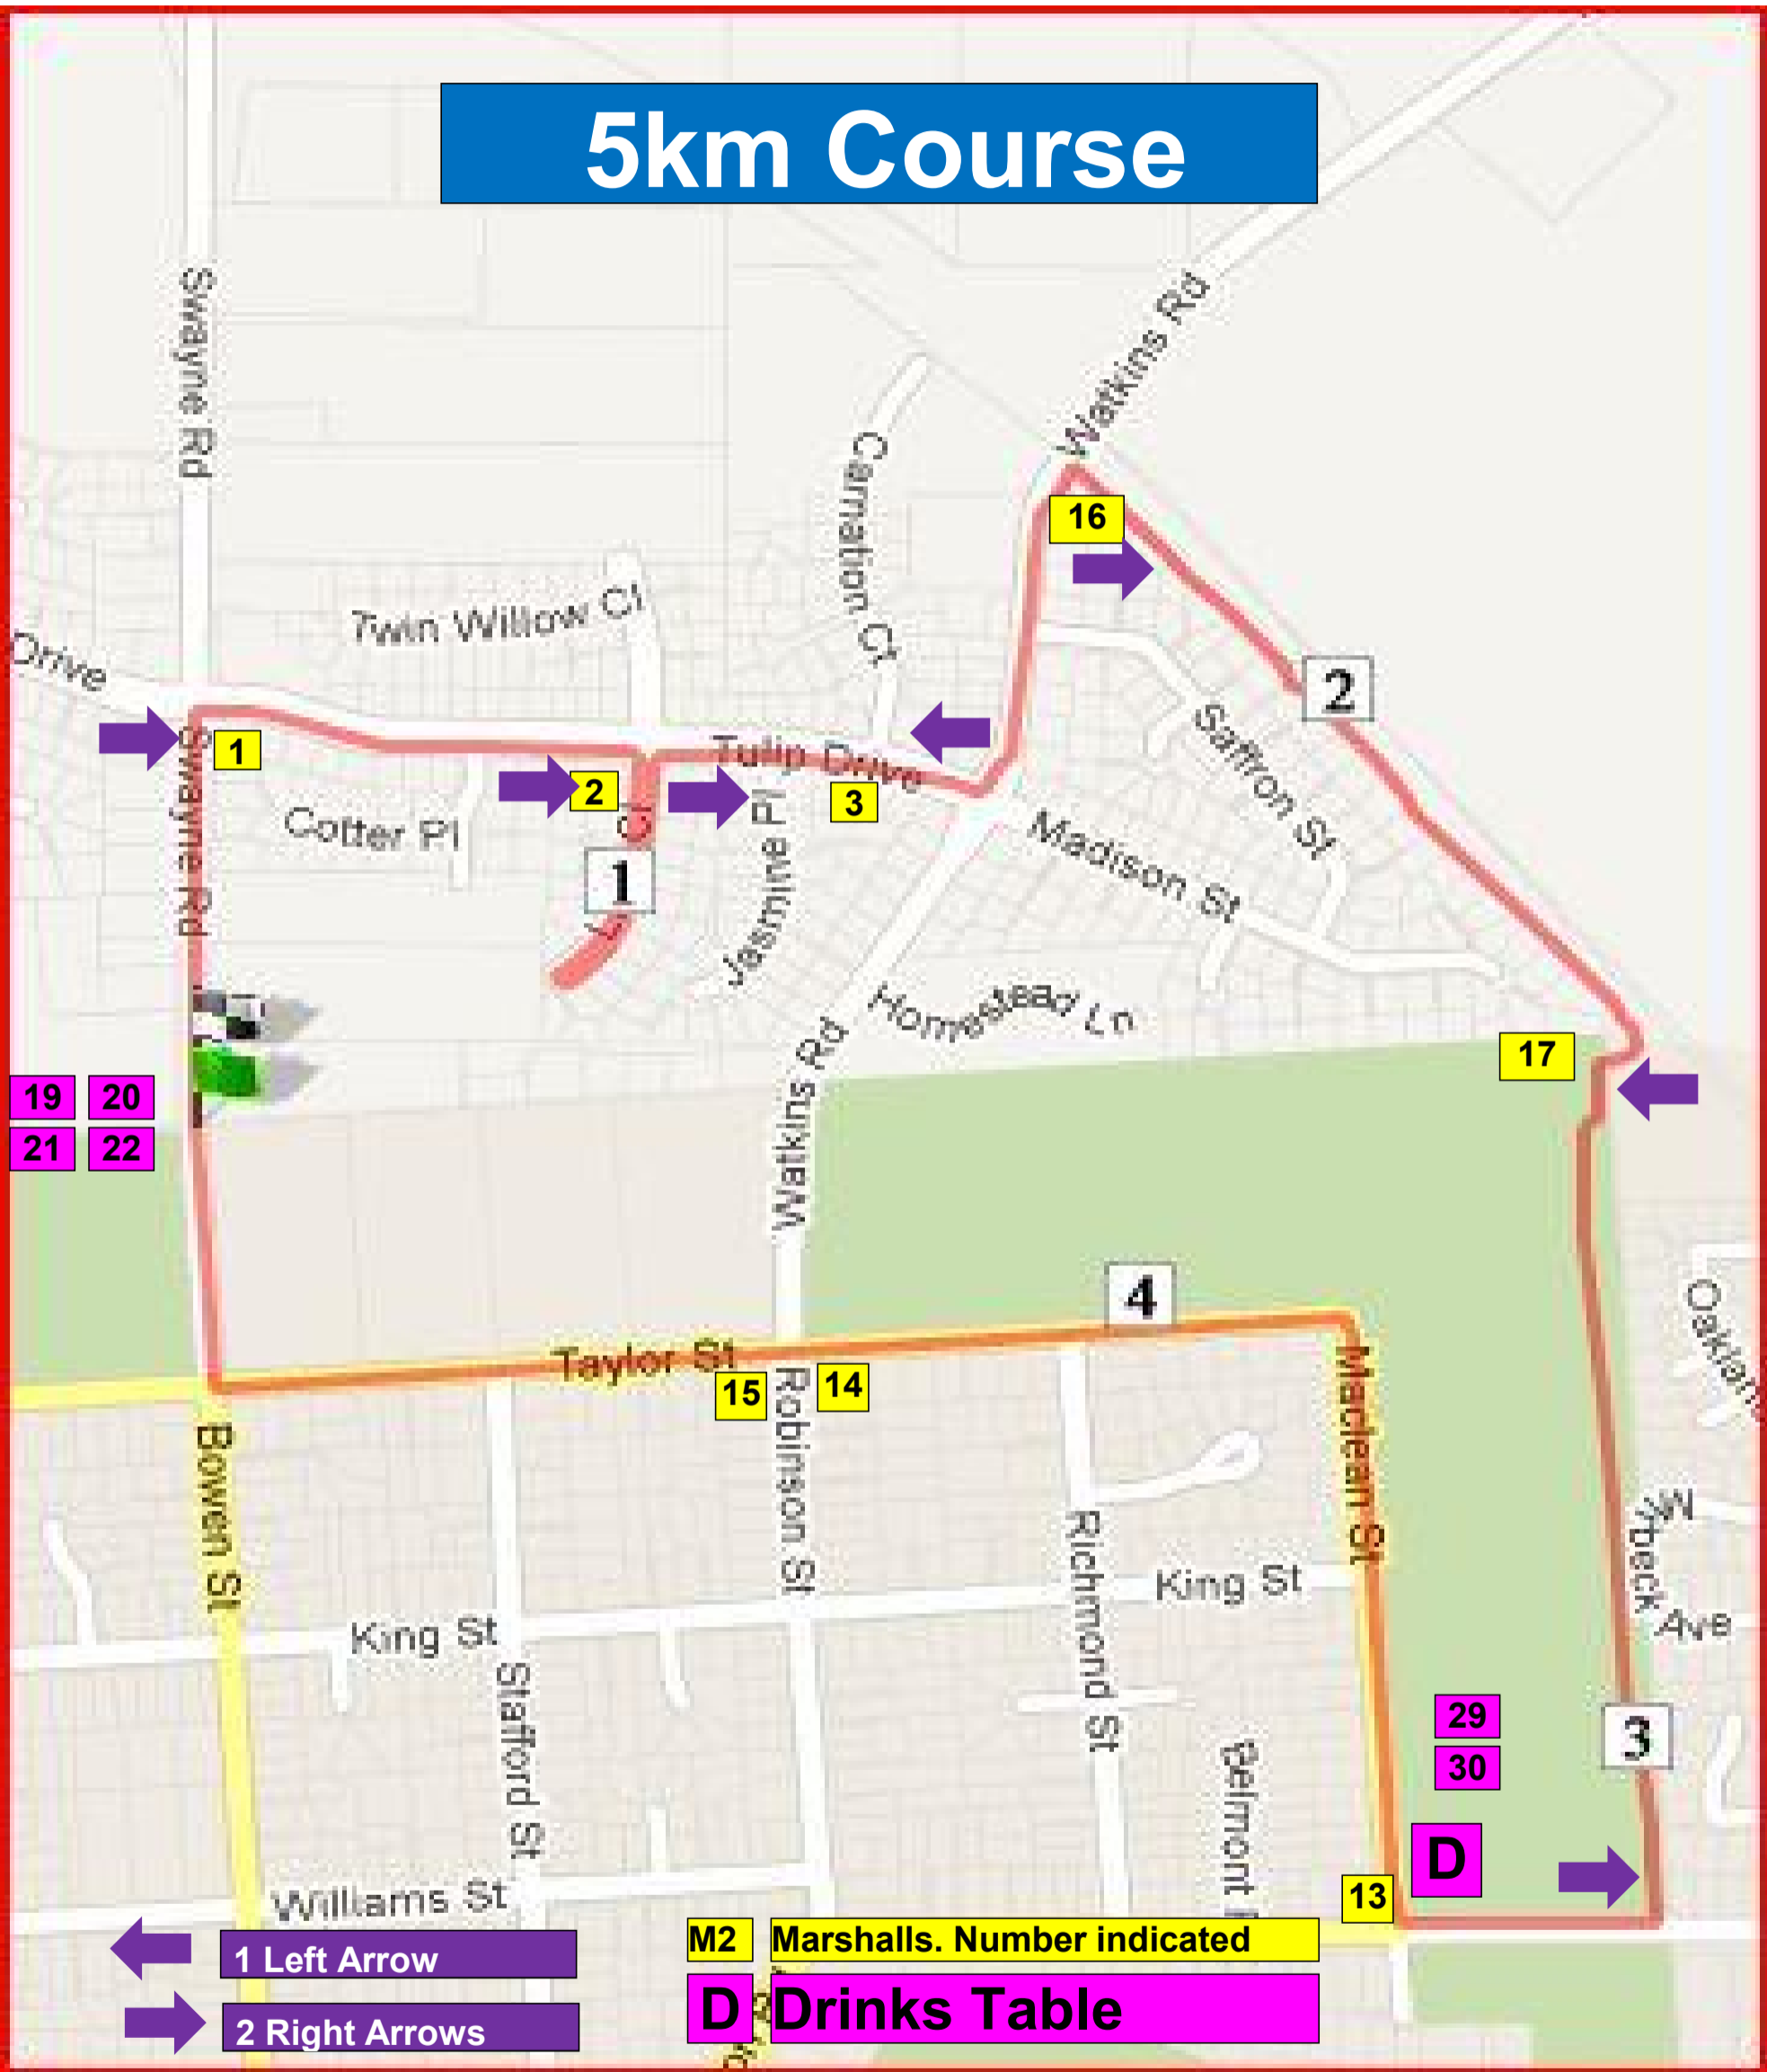 5km Course
Swayne Rd
Watkins Rd
Carnation Ct
16
Twin Willow Ct
Drive
2
Saffron St
1
Swayne Rd
Tulip Drive
2
3
Cotter Pl
1
Jasmine Pl
Madison St
Homestead Ln
Watkins Rd
17
19 20
21 22
4
Taylor St
15
14
Robinson St
Maclean St
Bowen St
Richmond St
King St
King St
Stafford St
Ave
29
30
3
Belmont
D
13
Williams St
1 Left Arrow
2 Right Arrows
M2 Marshalls. Number indicated
D Drinks Table